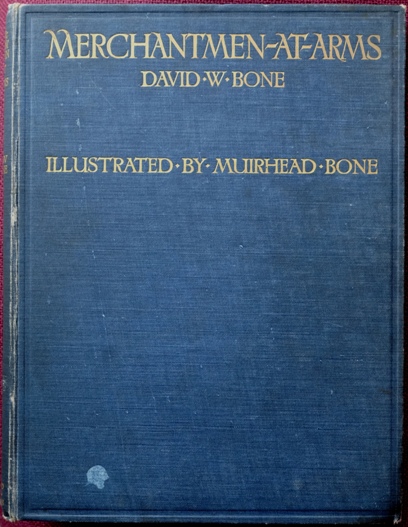 MERCHANTMEN-AT-ARMS
DAVID·W·BONE
ILLUSTRATED·BY·MUIRHEAD·BONE